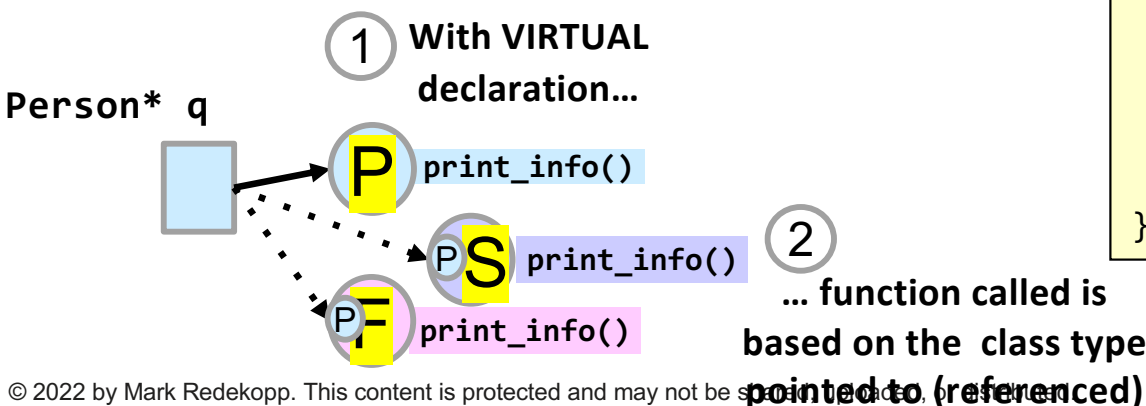 1
With VIRTUAL
declaration…
Person* q
P
print_info()
P
S
print_info()
2
P
F
print_info()
}
… function called is
based on the class type
pointed to (referenced)
© 2022 by Mark Redekopp. This content is protected and may not be